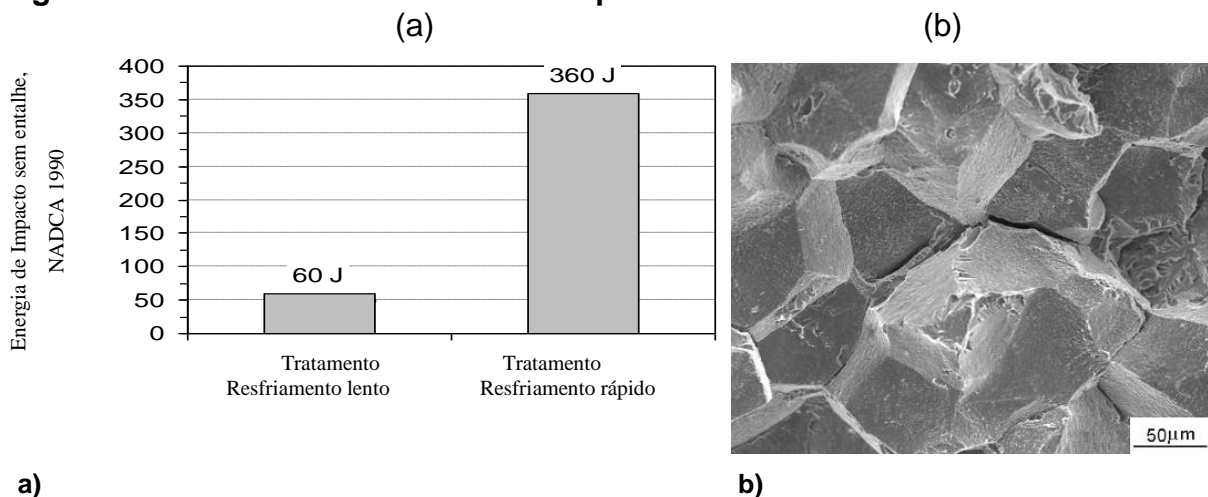 (a)
(b)
Energia de Impacto sem entalhe,
NADCA 1990
400
350
300
250
200
150
100
50
0
60 J
360 J
Tratamento
Resfriamento lento
Tratamento
Resfriamento rápido
50µm
a)
b)